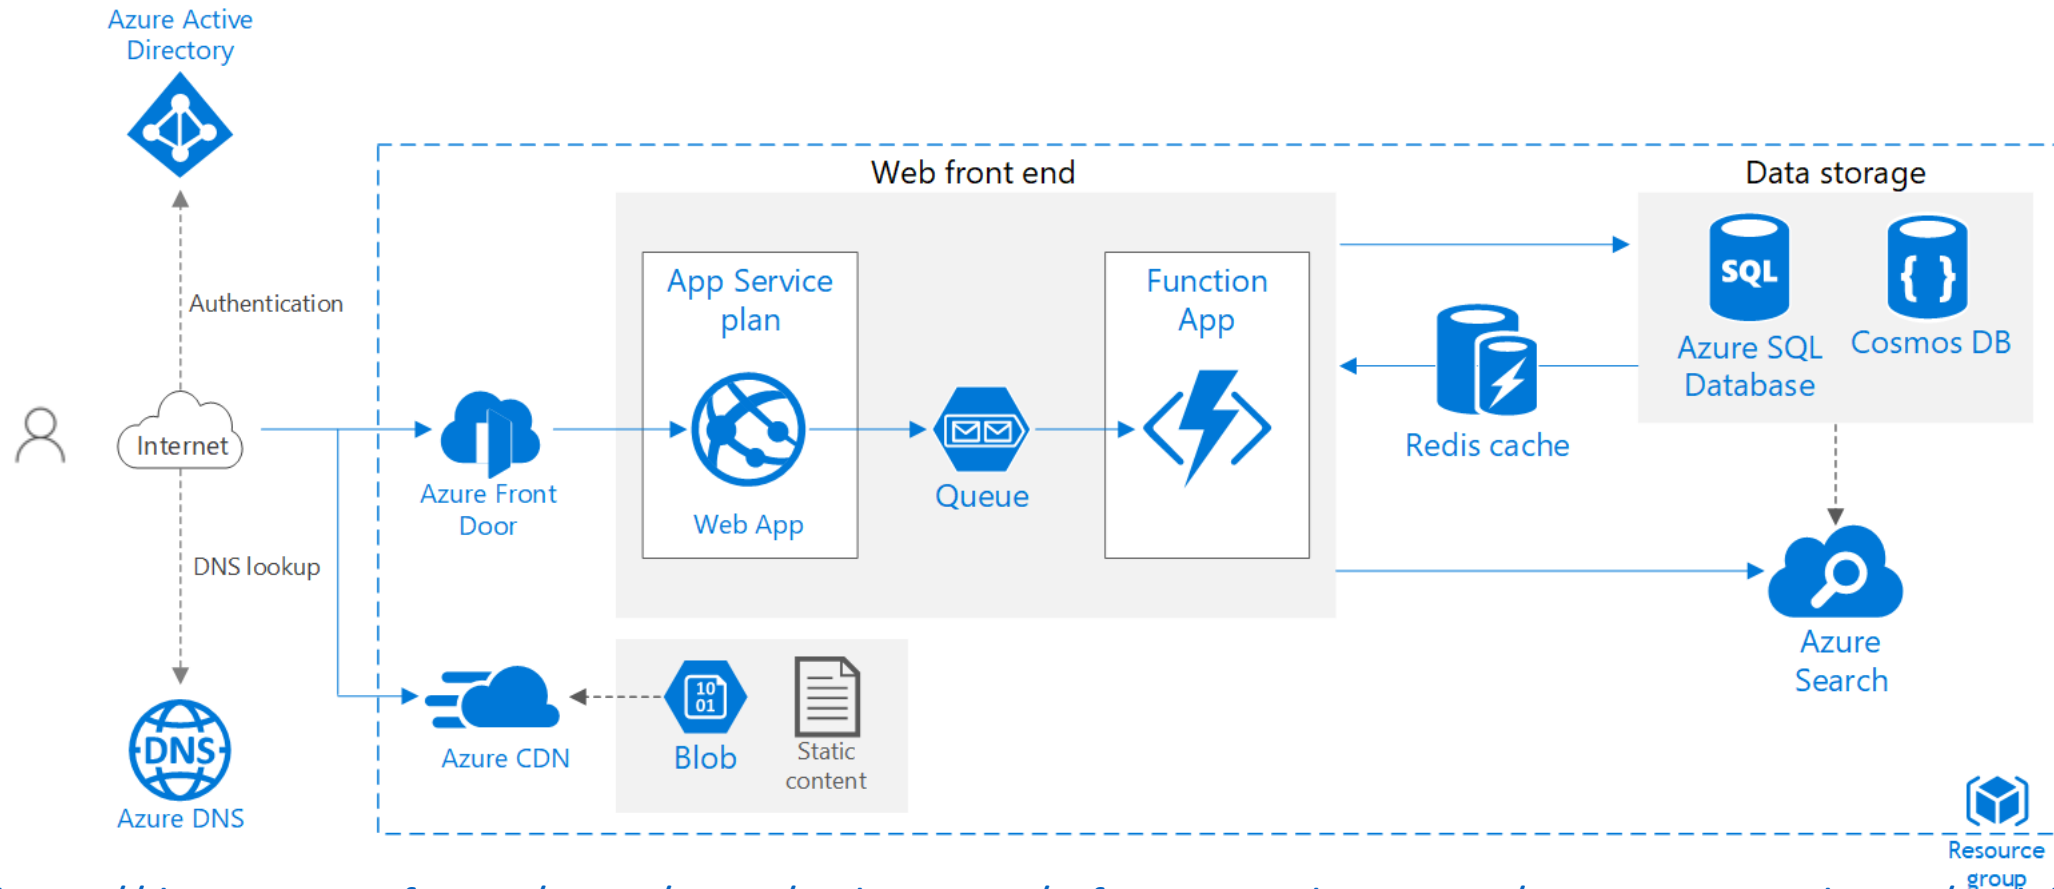 Azure Active
Directory
Authentication
Internet
DNS lookup
DNS
Azure DNS
Web front end
Data storage
App Service
plan
Web App
Queue
Function
App
Azure Front
Door
SQL
Azure SQL
Database
{ }
Cosmos DB
Redis cache
Azure
Search
Azure CDN
10
01
Blob
Static
content
Resource
group